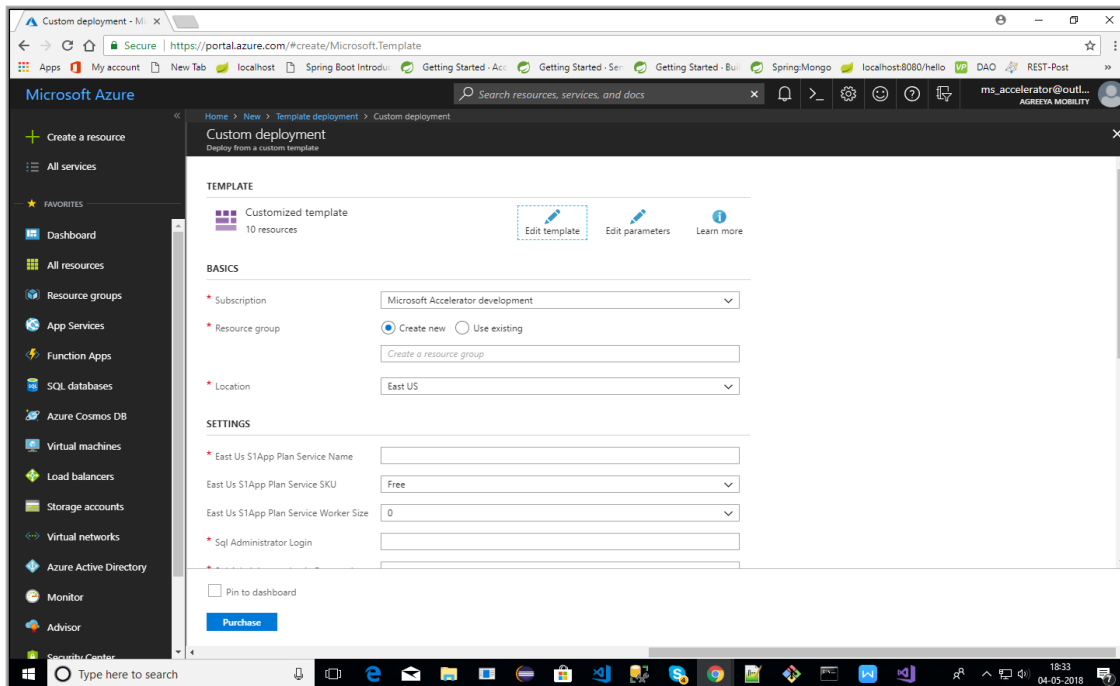 Custom deployment - Mi
Secure | https://portal.azure.com/#create/Microsoft.Template
Apps My account New Tab localhost Spring Boot Introduc Getting Started · Acc Getting Started · Ser Getting Started · Buil Spring:Mongo localhost:8080/hello VP DAO REST-Post »
Microsoft Azure
Search resources, services, and docs
ms_accelerator@outl...
AGREEYA MOBILITY
Home > New > Template deployment > Custom deployment
Custom deployment
Deploy from a custom template
Create a resource
All services
FAVORITES
Dashboard
All resources
Resource groups
App Services
Function Apps
SQL databases
Azure Cosmos DB
Virtual machines
Load balancers
Storage accounts
Virtual networks
Azure Active Directory
Monitor
Advisor
Security Center
TEMPLATE
Customized template
10 resources
Edit template
Edit parameters
Learn more
BASICS
* Subscription
Microsoft Accelerator development
* Resource group
Create new Use existing
Create a resource group
* Location
East US
SETTINGS
* East Us S1App Plan Service Name
East Us S1App Plan Service SKU
Free
East Us S1App Plan Service Worker Size
0
* Sql Administrator Login
Pin to dashboard
Purchase
Type here to search
18:33
04-05-2018